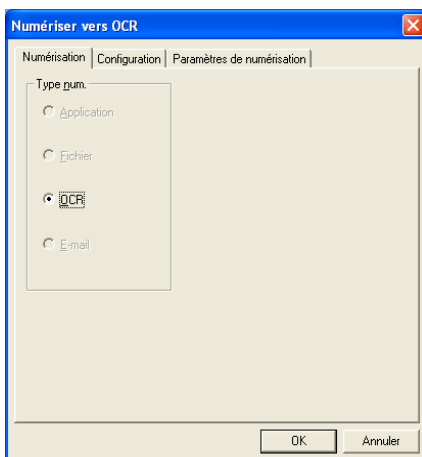 Numériser vers OCR
Numérisation Configuration Paramètres de numérisation
Type num.
Application
Fichier
OCR
E-mail
OK Annuler